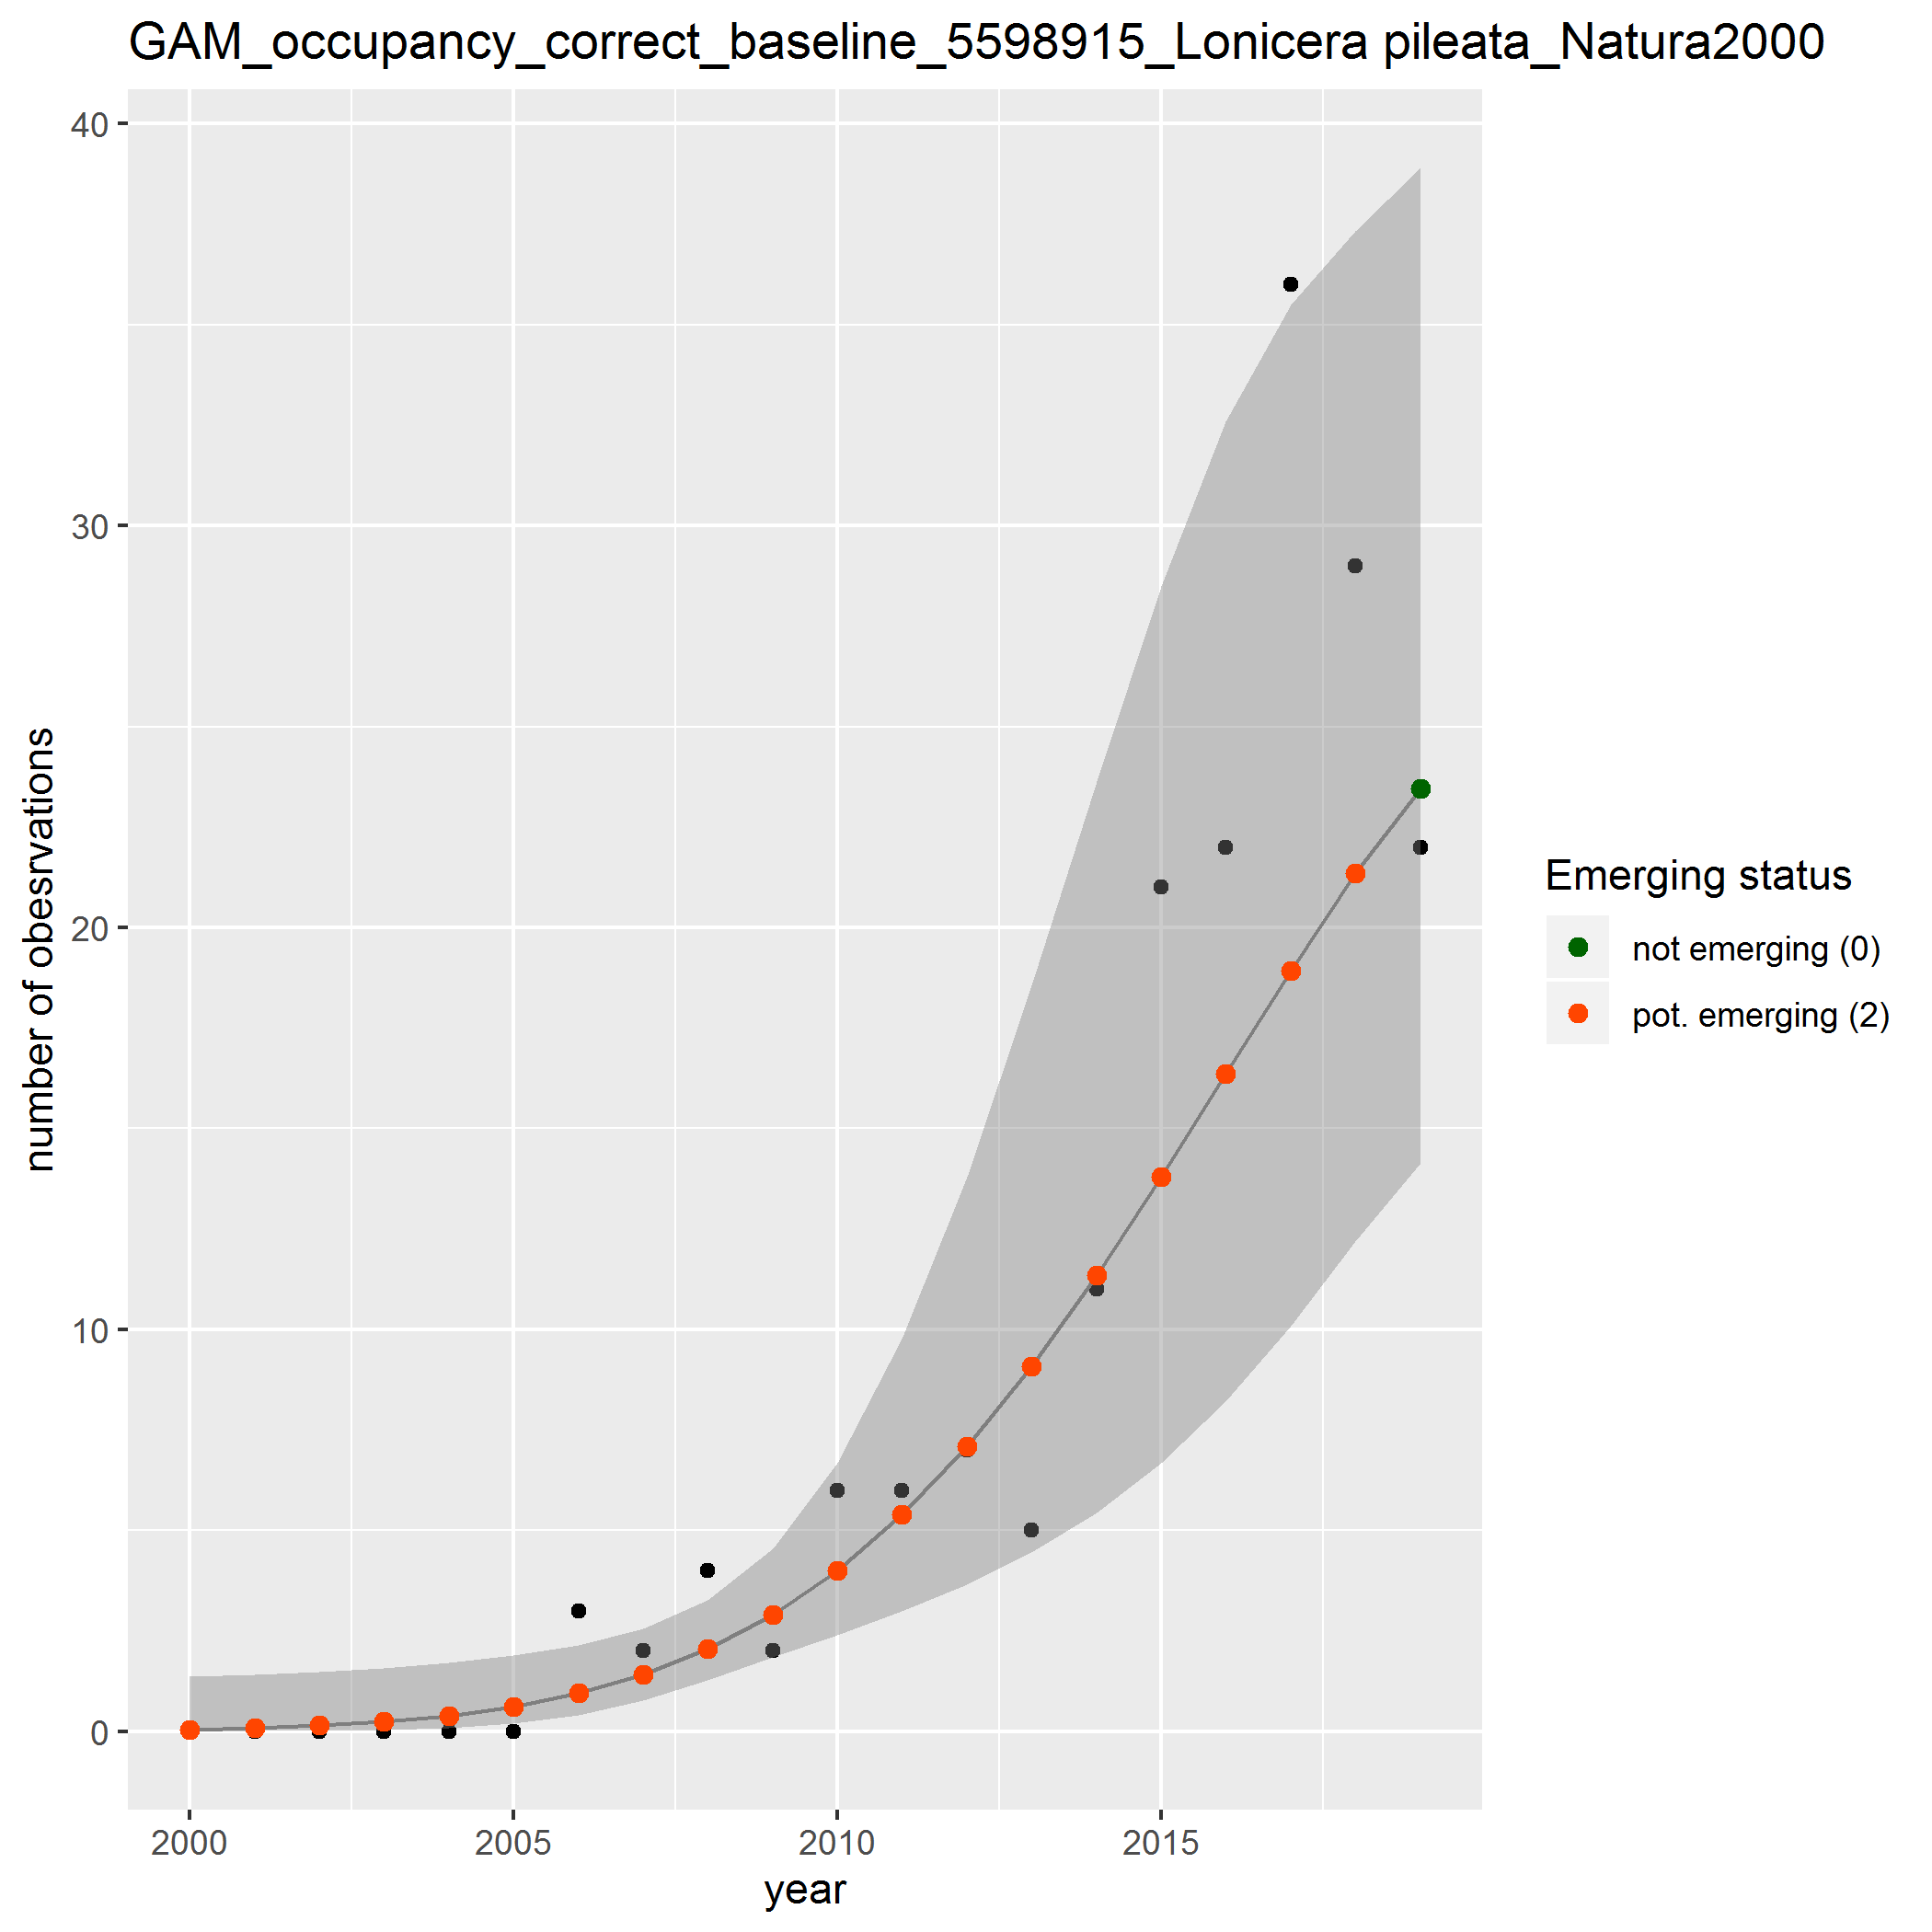 GAM_occupancy_correct_baseline_5598915_Lonicera pileata_Natura2000
40
30
20
10
0
number of obesrvations
2000 2005 2010 2015
year
Emerging status
not emerging (0)
pot. emerging (2)